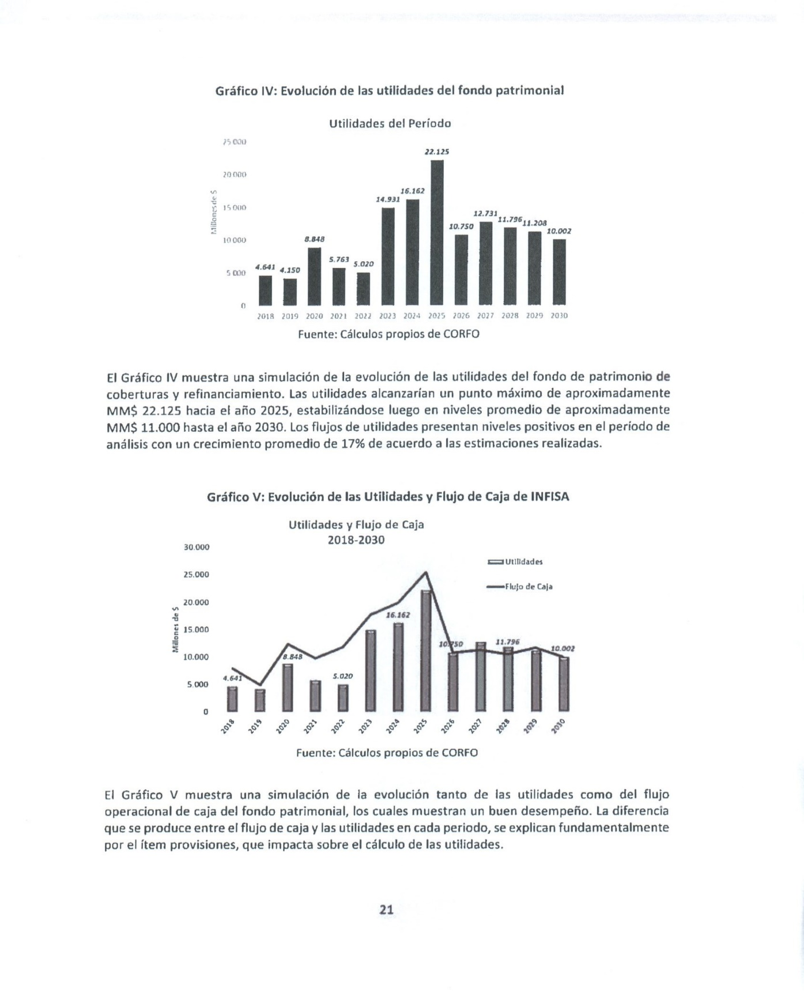 Gráfico IV: Evolución de las utilidades del fondo patrimonial
Utilidades del Período
25 000
20 000
15 000
10 000
5 000
0
Millones de $
4.641 4.150 8.848 5.763 5.020 14.931 16.162 22.125 10.750 12.731 11.796 11.208 10.002
2018 2019 2020 2021 2022 2023 2024 2025 2026 2027 2028 2029 2030
Fuente: Cálculos propios de CORFO
El Gráfico IV muestra una simulación de la evolución de las utilidades del fondo de patrimonio de
coberturas y refinanciamiento. Las utilidades alcanzarían un punto máximo de aproximadamente
MM$ 22.125 hacia el año 2025, estabilizándose luego en niveles promedio de aproximadamente
MM$ 11.000 hasta el año 2030. Los flujos de utilidades presentan niveles positivos en el período de
análisis con un crecimiento promedio de 17% de acuerdo a las estimaciones realizadas.
Gráfico V: Evolución de las Utilidades y Flujo de Caja de INFISA
Utilidades y Flujo de Caja
2018-2030
30.000
25.000
20.000
15.000
10.000
5.000
0
Millones de $
Utilidades
Flujo de Caja
4.641 8.848 5.020 16.162 10.750 11.796 10.002
2018 2019 2020 2021 2022 2023 2024 2025 2026 2027 2028 2029 2030
Fuente: Cálculos propios de CORFO
El Gráfico V muestra una simulación de la evolución tanto de las utilidades como del flujo
operacional de caja del fondo patrimonial, los cuales muestran un buen desempeño. La diferencia
que se produce entre el flujo de caja y las utilidades en cada periodo, se explican fundamentalmente
por el ítem provisiones, que impacta sobre el cálculo de las utilidades.
21